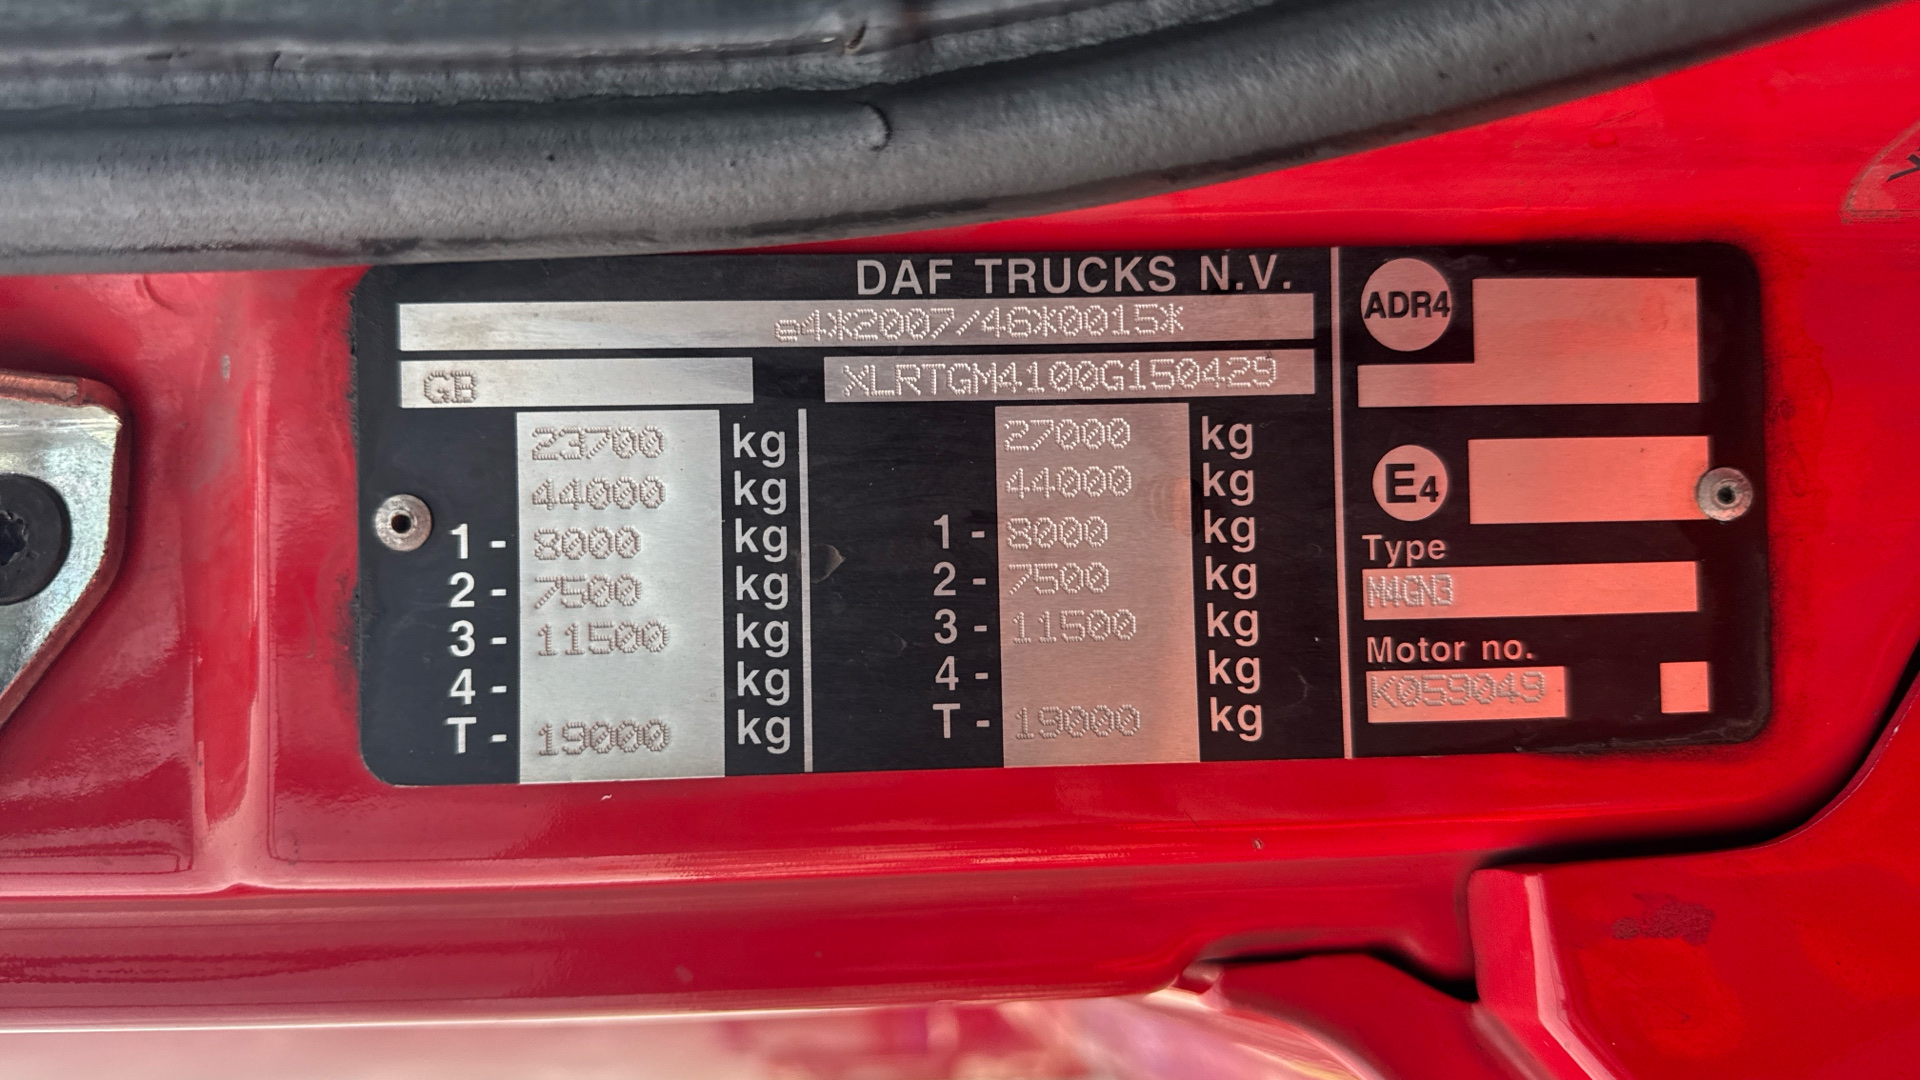 DAF TRUCKS N.V.
e4*2007/46*0015*
GB XLRTGM4100G150429
23700 kg 27000 kg
44000 kg 44000 kg
1 - 8000 kg 1 - 8000 kg
2 - 7500 kg 2 - 7500 kg
3 - 11500 kg 3 - 11500 kg
4 - kg 4 - kg
T - 19000 kg T - 19000 kg
ADR4
E4
Type
M4GN3
Motor no.
K059049